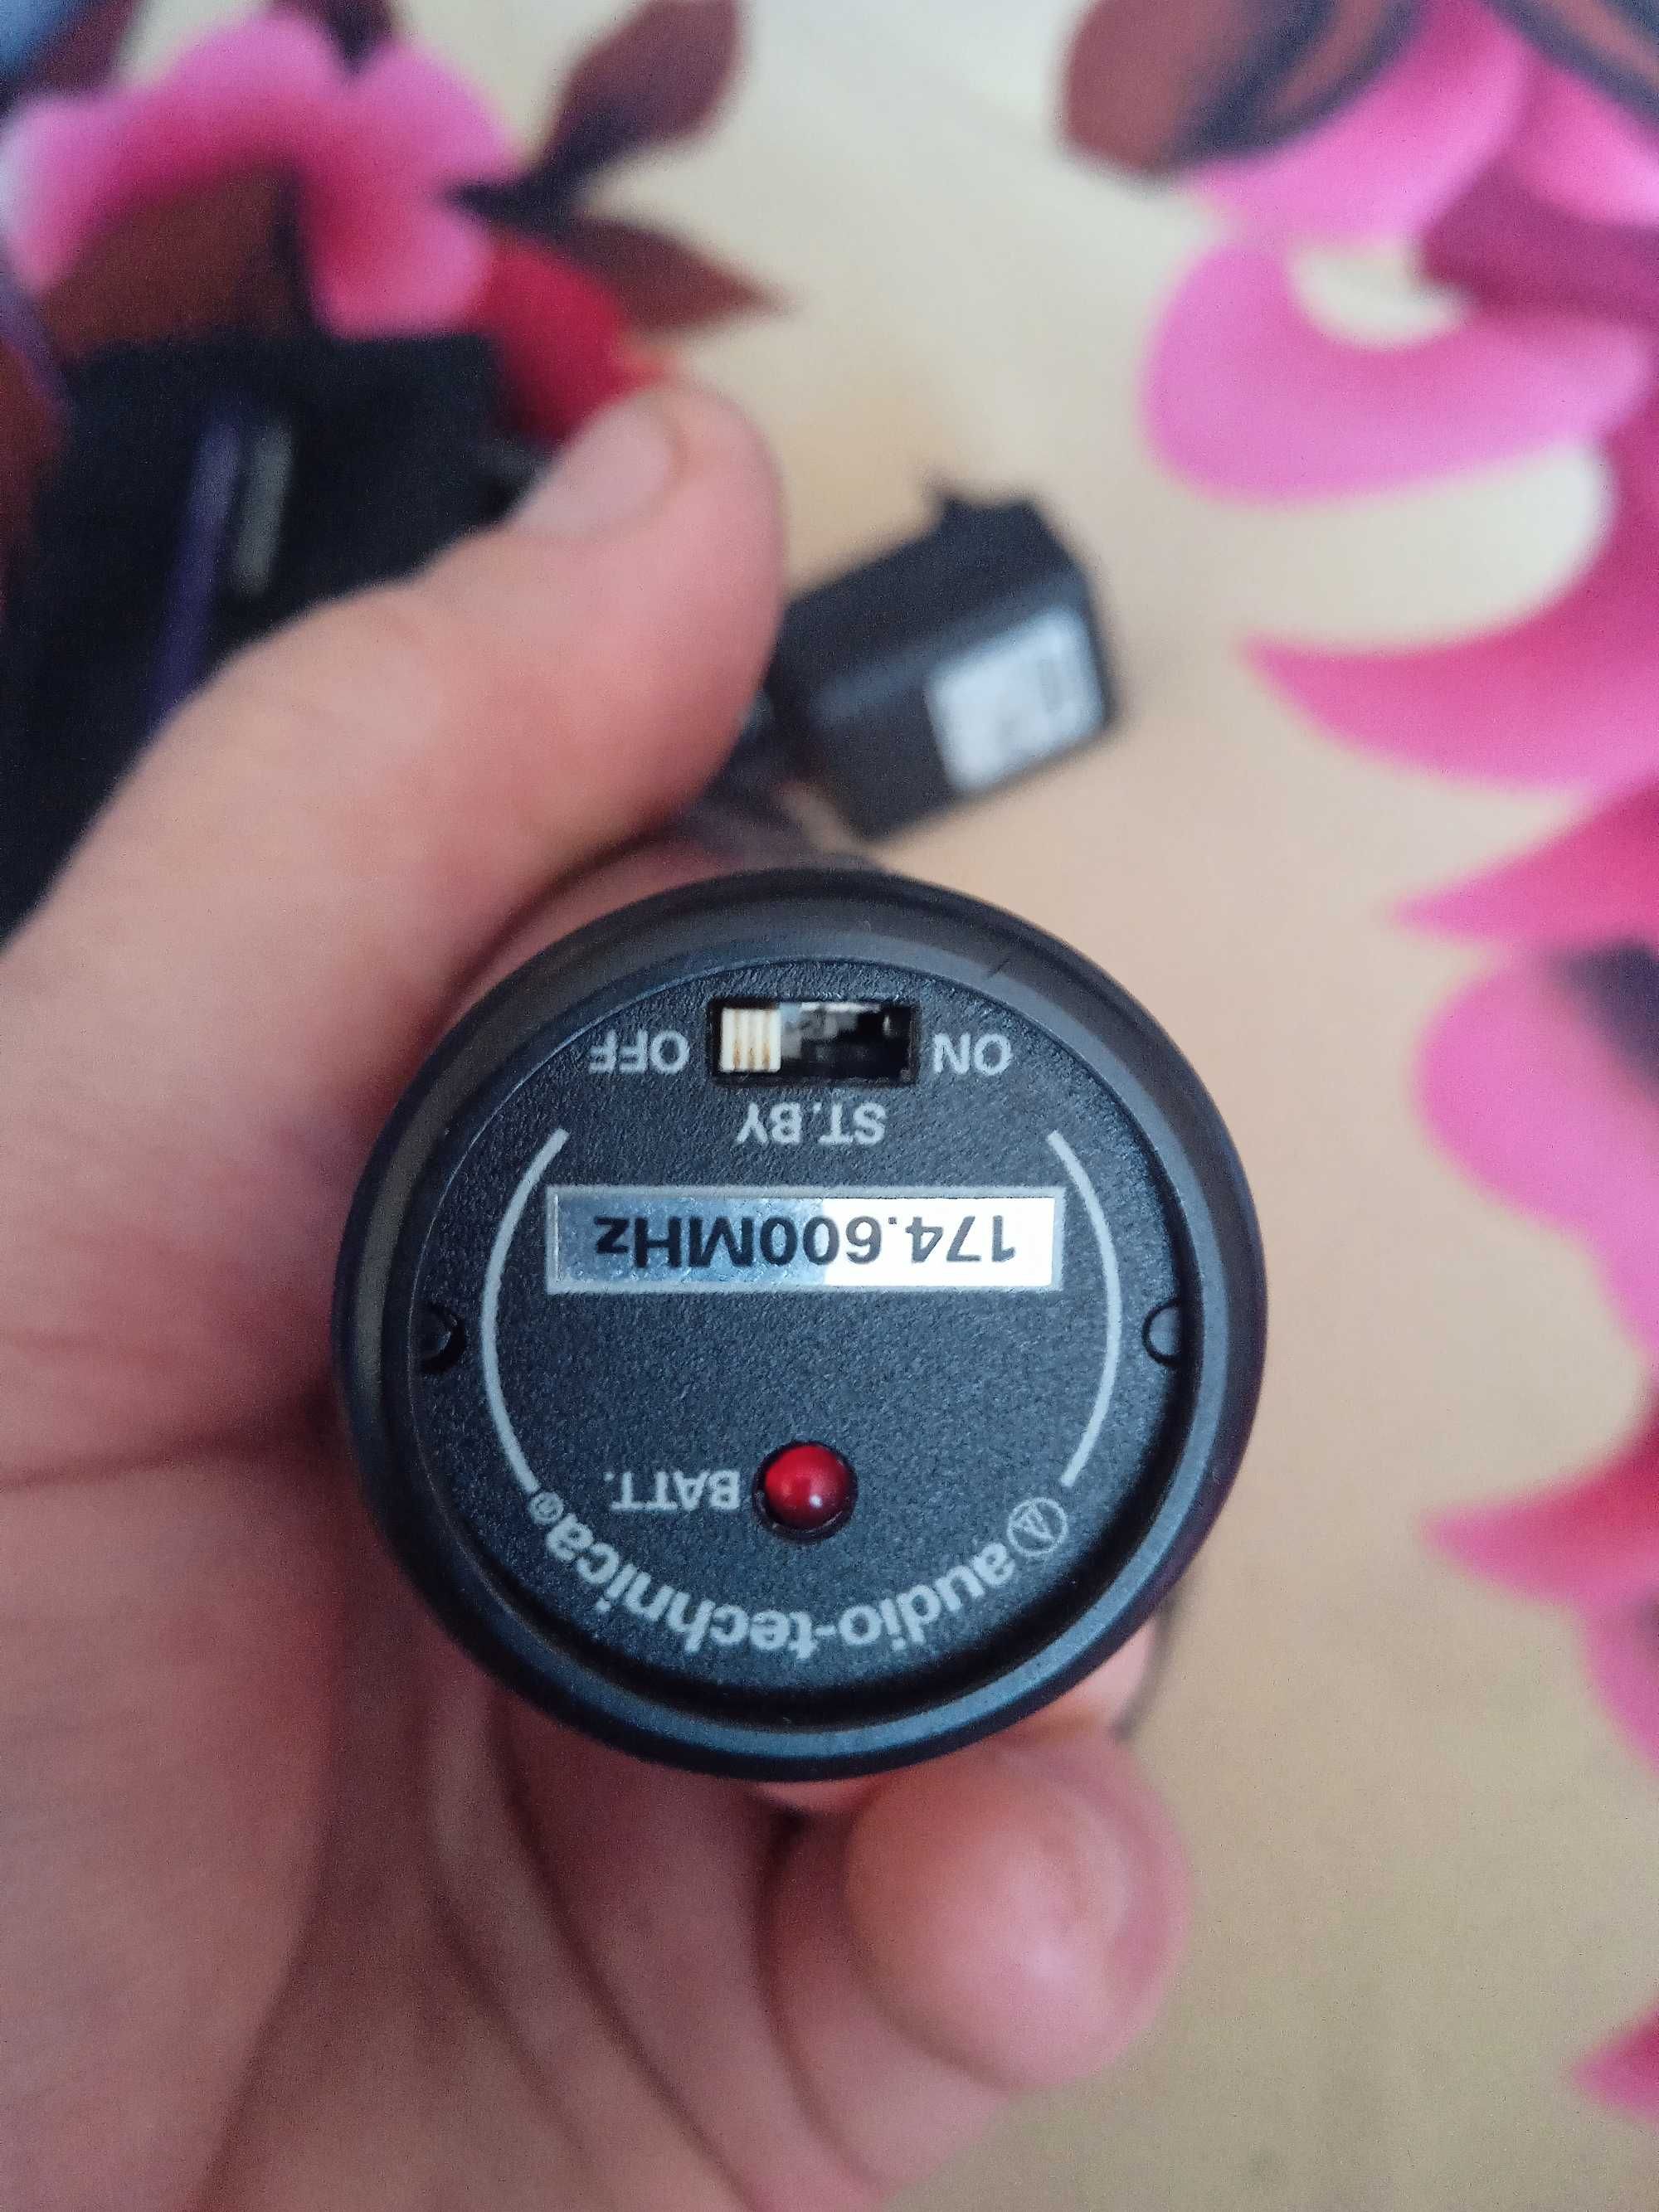 audio-technica®
BATT.
174.600MHz
ST.BY
ON OFF